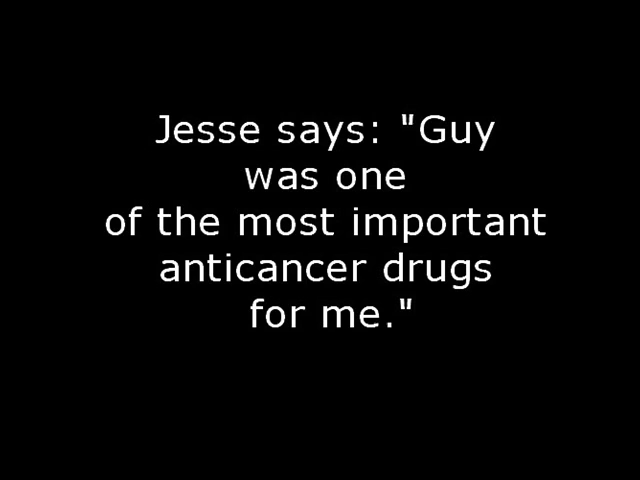 Jesse says: "Guy
was one
of the most important
anticancer drugs
for me."